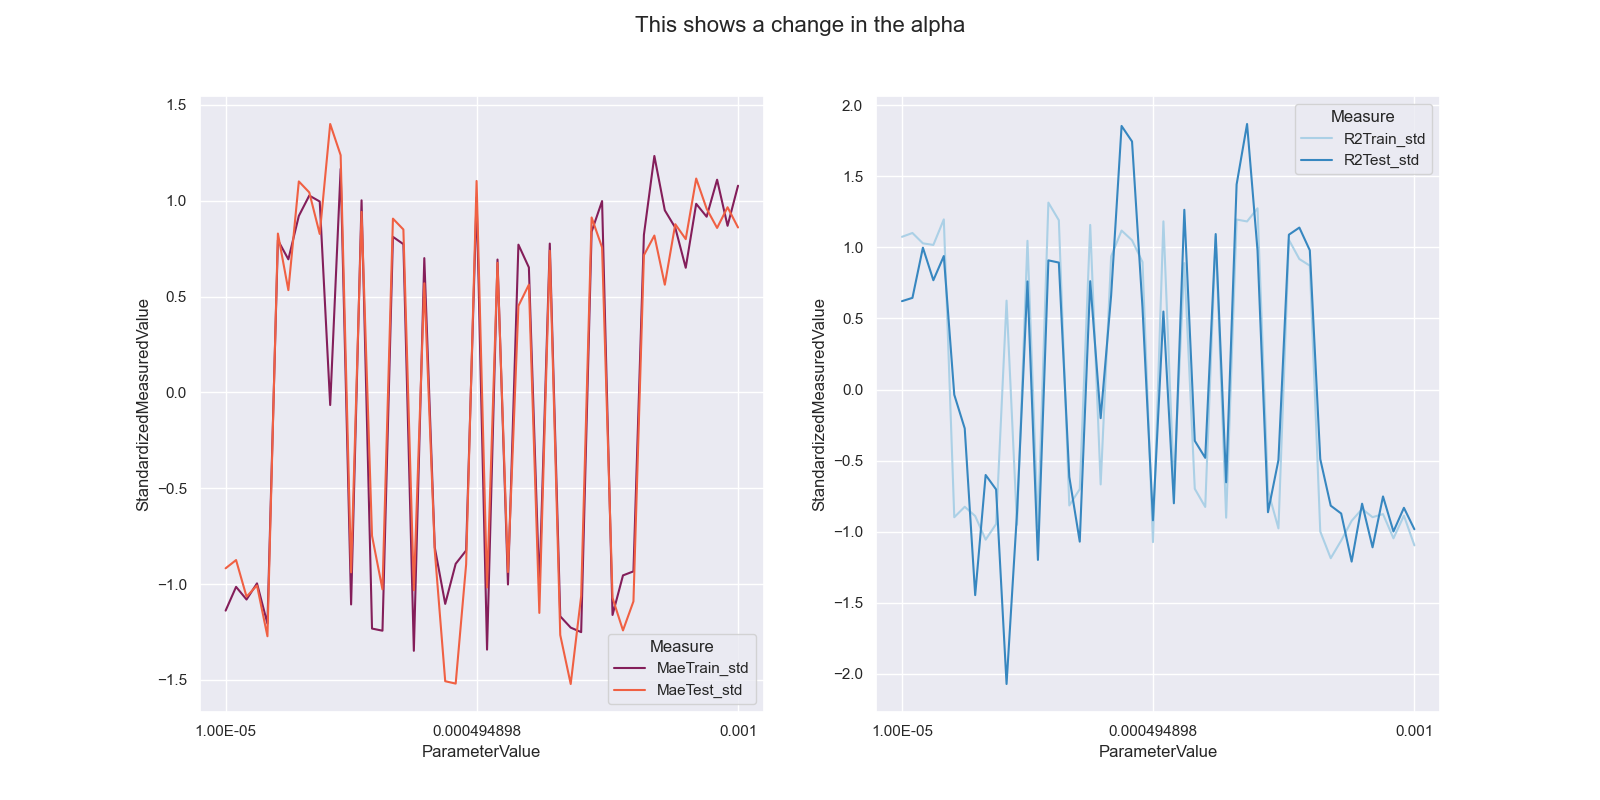 This shows a change in the alpha
1.5
1.0
0.5
0.0
−0.5
−1.0
−1.5
StandardizedMeasuredValue
Measure
MaeTrain_std
MaeTest_std
1.00E-05
0.000494898
0.001
ParameterValue
2.0
1.5
1.0
0.5
0.0
−0.5
−1.0
−1.5
−2.0
StandardizedMeasuredValue
Measure
R2Train_std
R2Test_std
1.00E-05
0.000494898
0.001
ParameterValue